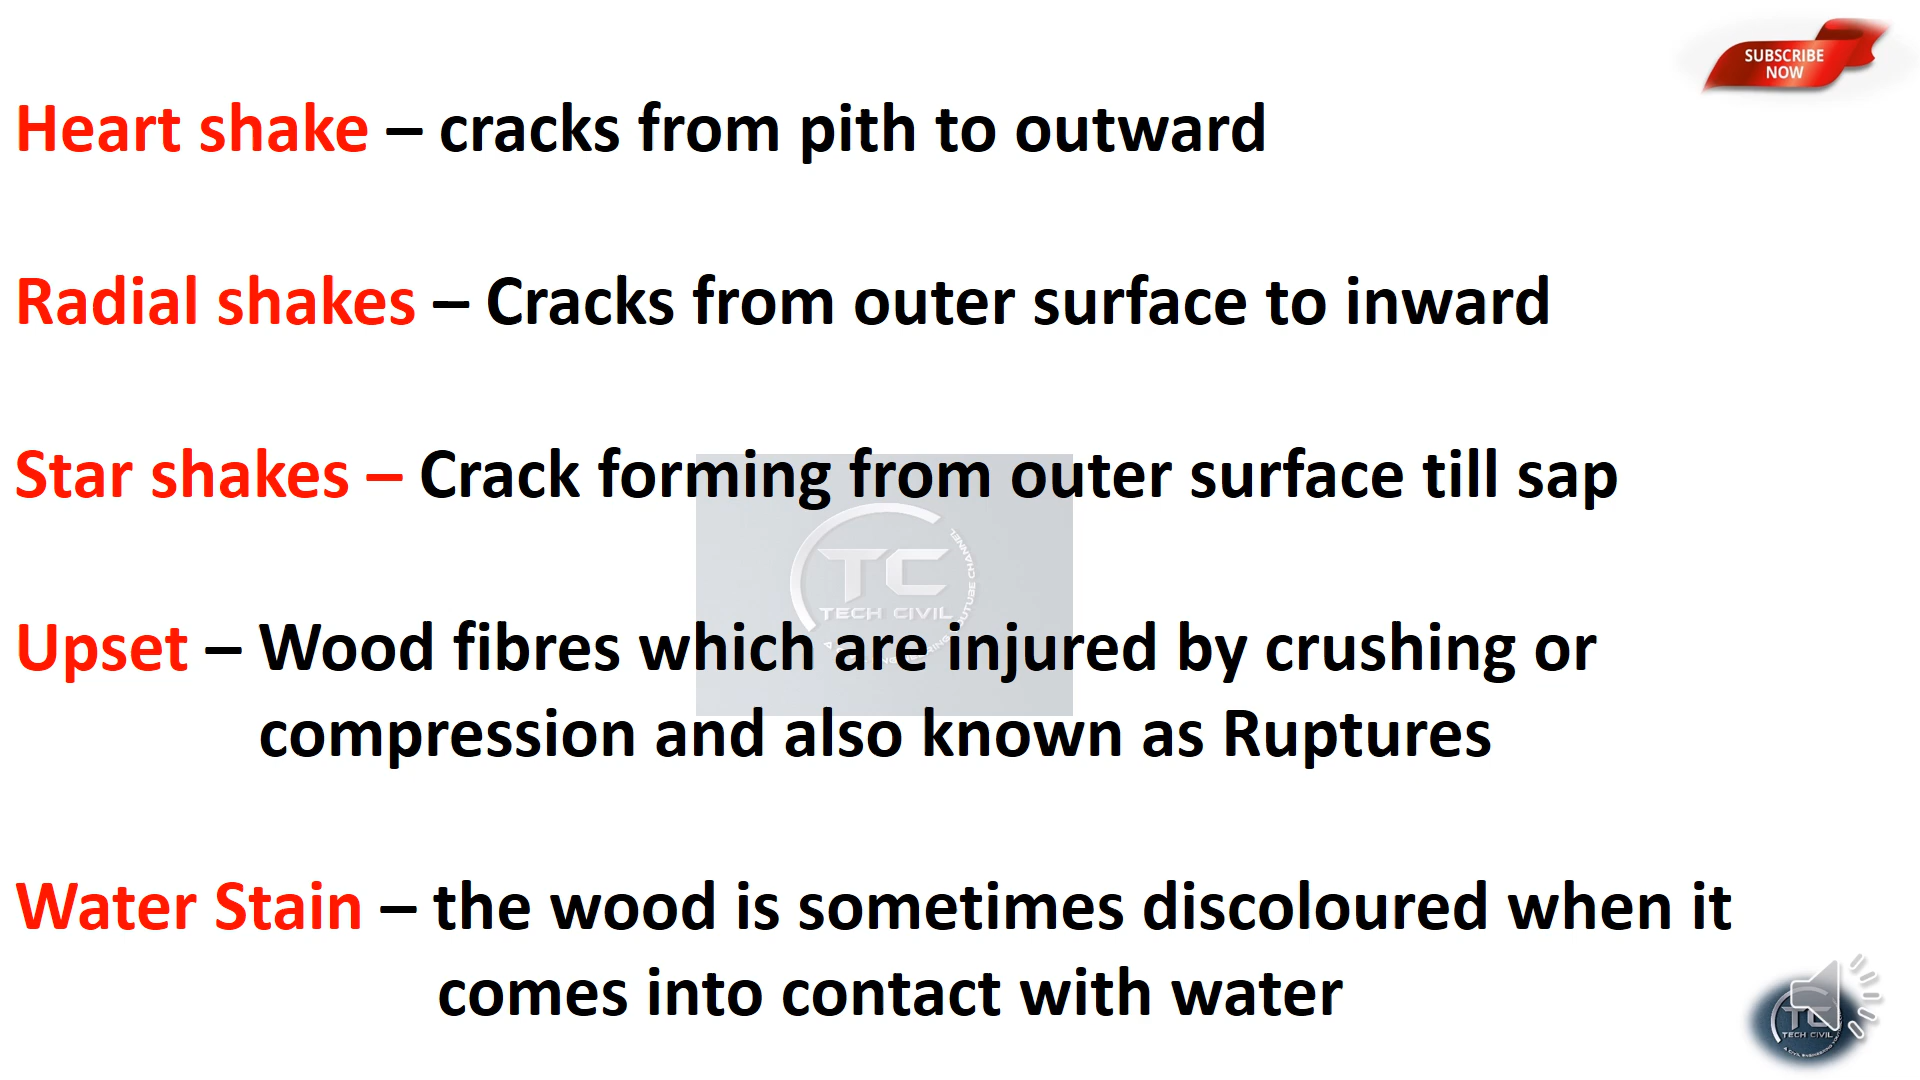 SUBSCRIBE
NOW
Heart shake – cracks from pith to outward
Radial shakes – Cracks from outer surface to inward
Star shakes – Crack forming from outer surface till sap
TC
TECH CIVIL
Upset – Wood fibres which are injured by crushing or
compression and also known as Ruptures
Water Stain – the wood is sometimes discoloured when it
comes into contact with water
TC
TECH CIVIL